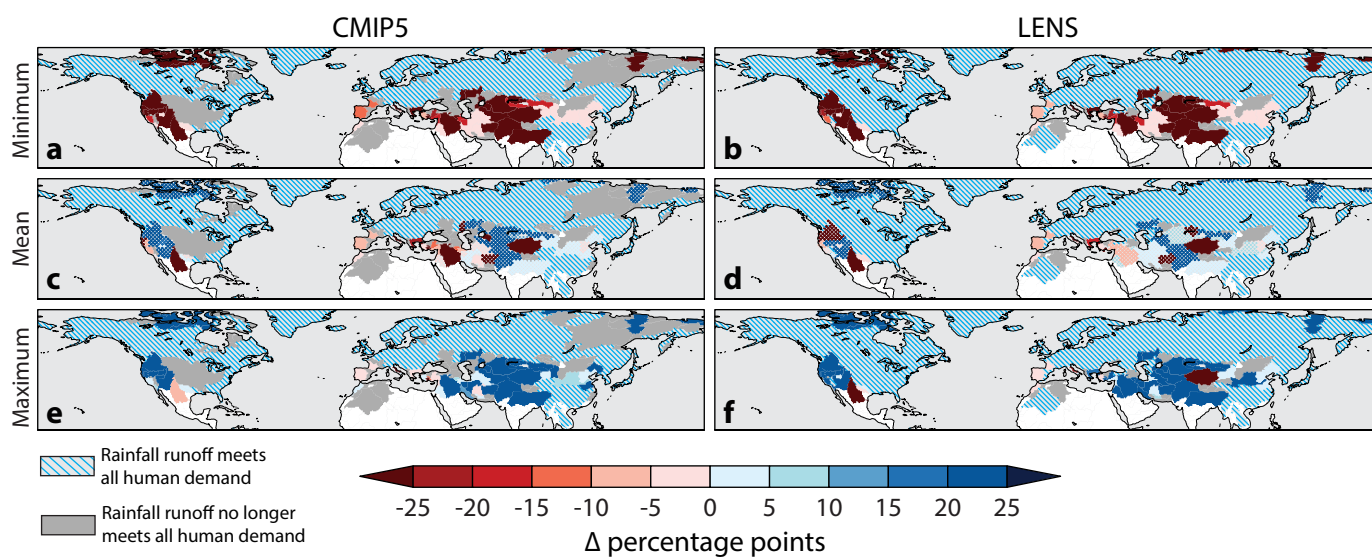 CMIP5
LENS
Minimum
a
b
Mean
c
d
Maximum
e
f
Rainfall runoff meets
all human demand
Rainfall runoff no longer
meets all human demand
-25 -20 -15 -10 -5 0 5 10 15 20 25
Δ percentage points